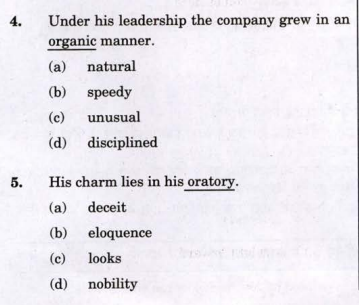 4. Under his leadership the company grew in an
organic manner.
(a) natural
(b) speedy
(c) unusual
(d) disciplined
5. His charm lies in his oratory.
(a) deceit
(b) eloquence
(c) looks
(d) nobility